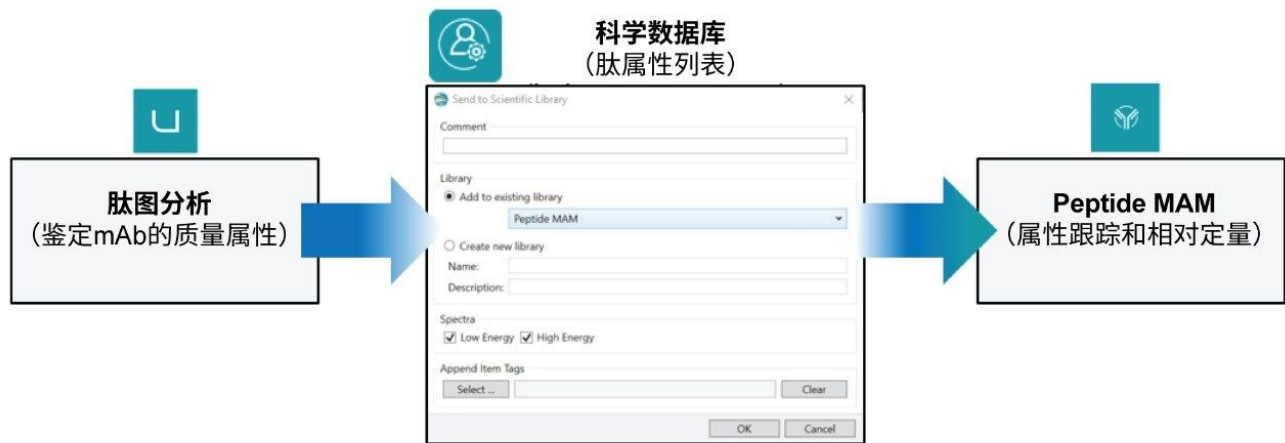 科学数据库
（肽属性列表）
肽图分析
（鉴定mAb的质量属性）
Send to Scientific Library
Comment
Library
Add to existing library
Peptide MAM
Create new library
Name:
Description:
Spectra
Low Energy
High Energy
Append Item Tags
Select ...
Clear
OK
Cancel
Peptide MAM
（属性跟踪和相对定量）